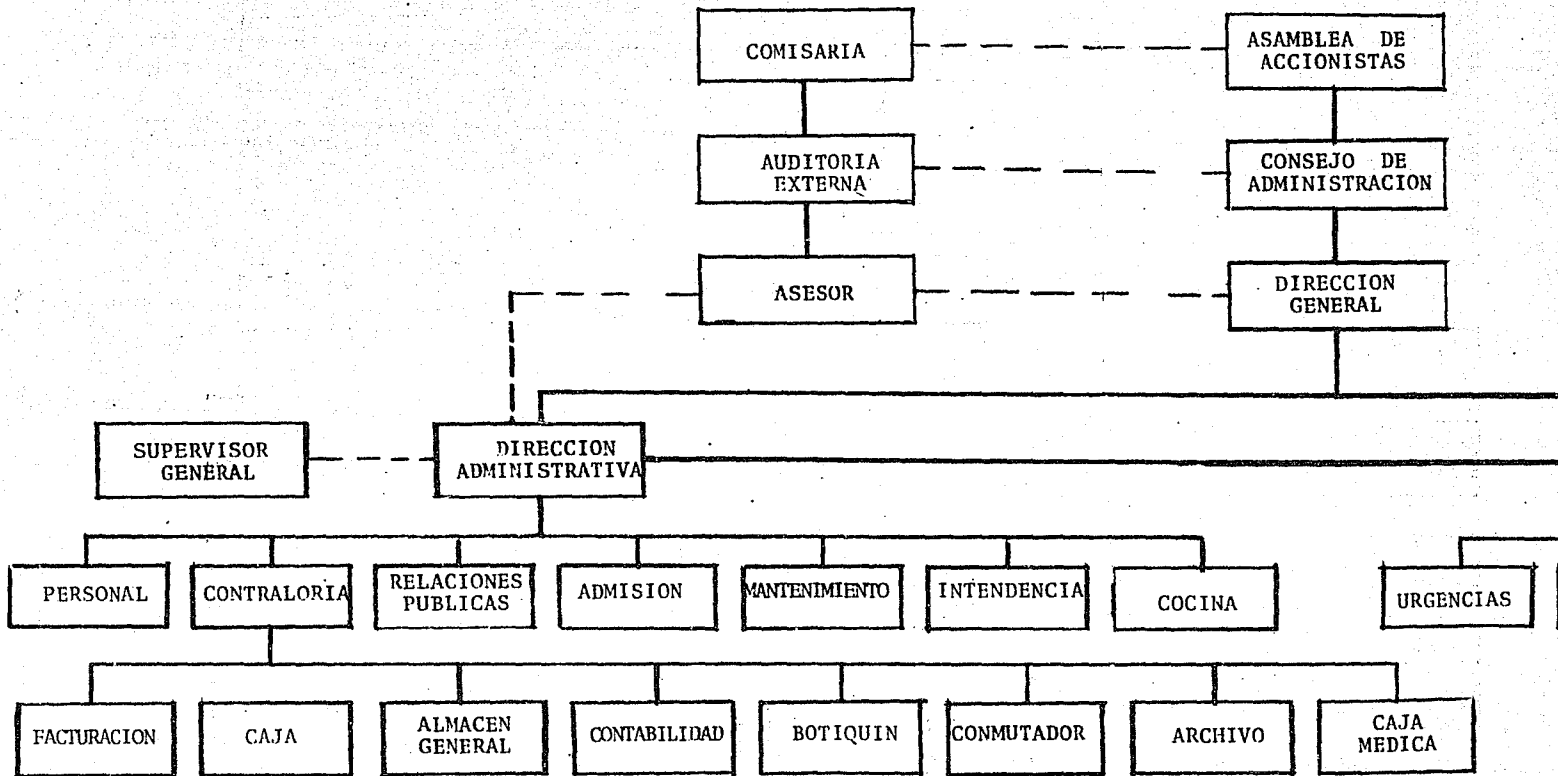 COMISARIA
ASAMBLEA DE
ACCIONISTAS
AUDITORIA
EXTERNA
CONSEJO DE
ADMINISTRACION
ASESOR
DIRECCION
GENERAL
SUPERVISOR
GENERAL
DIRECCION
ADMINISTRATIVA
PERSONAL
CONTRALORIA
RELACIONES
PUBLICAS
ADMISION
MANTENIMIENTO
INTENDENCIA
COCINA
URGENCIAS
FACTURACION
CAJA
ALMACEN
GENERAL
CONTABILIDAD
BOTIQUIN
CONMUTADOR
ARCHIVO
CAJA
MEDICA